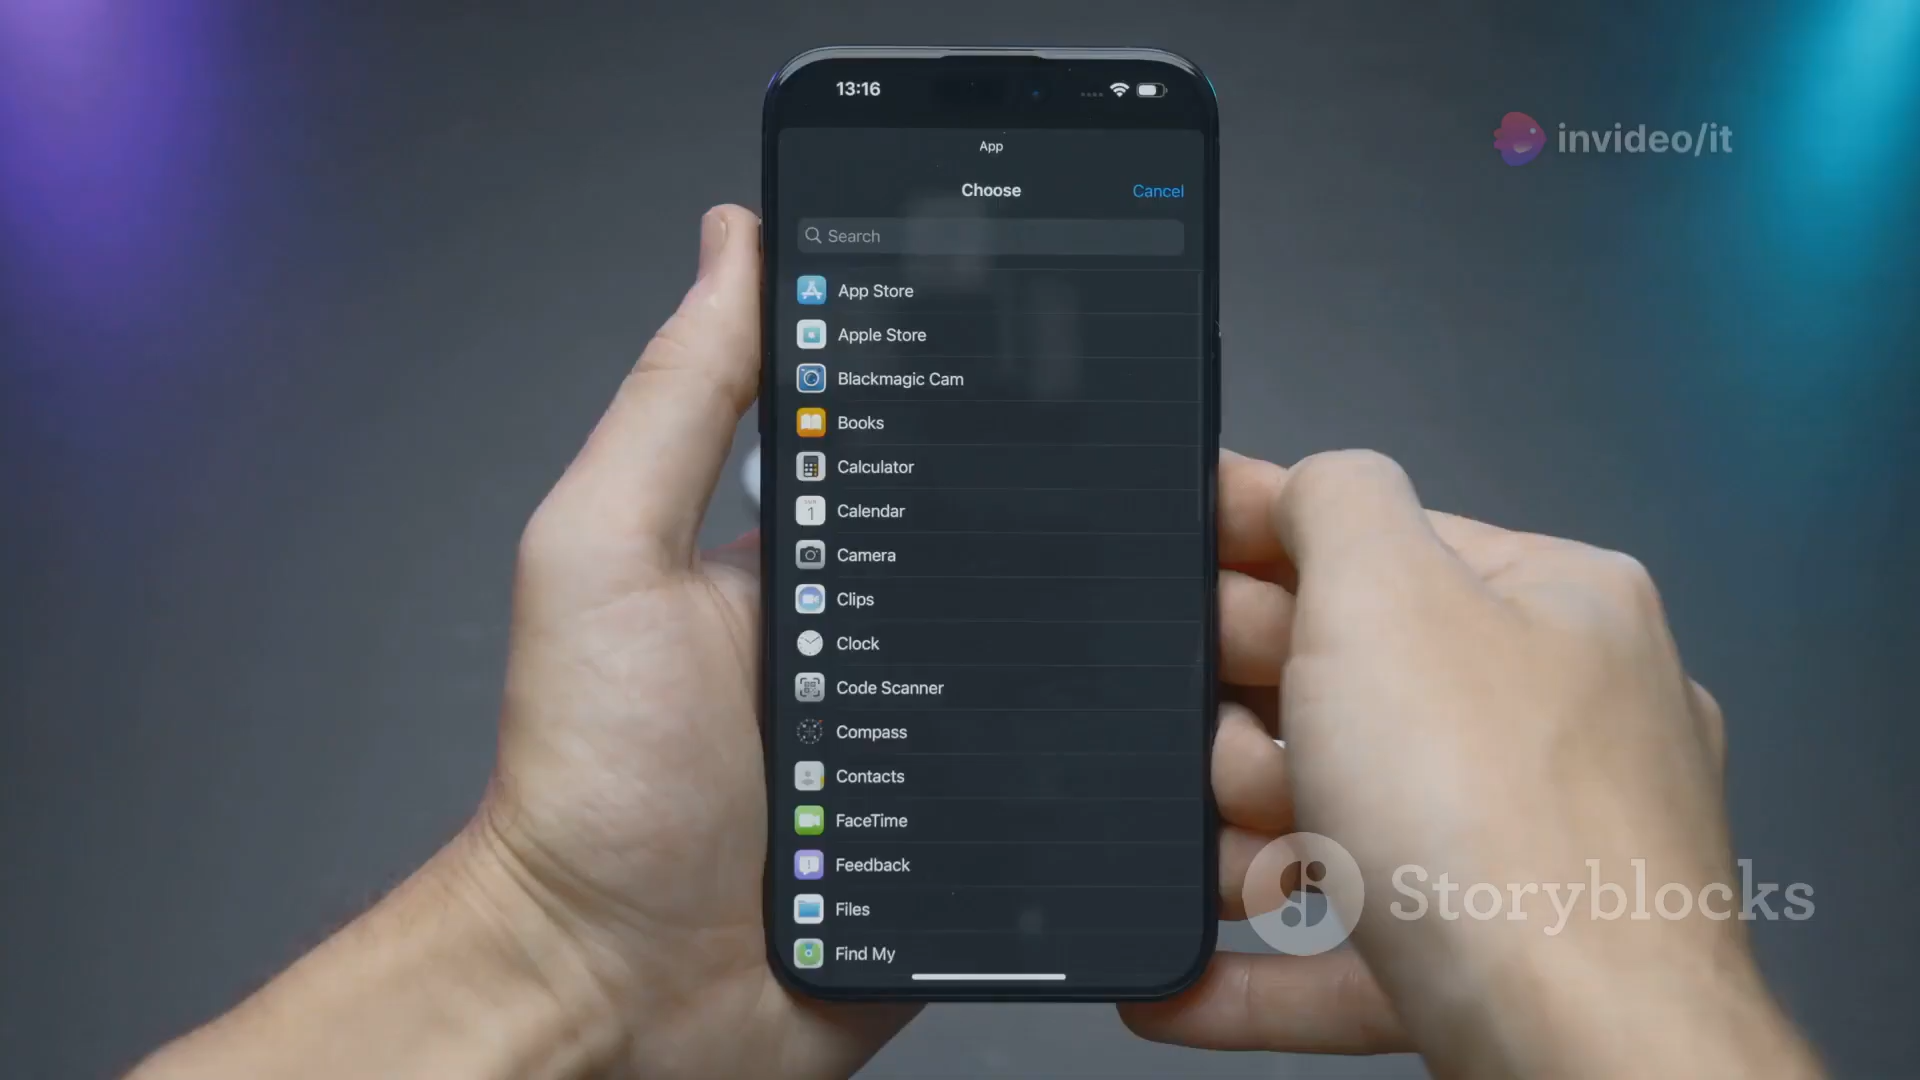 13:16
App
Choose
Cancel
Search
App Store
Apple Store
Blackmagic Cam
Books
Calculator
1
Calendar
Camera
Clips
Clock
Code Scanner
Compass
Contacts
FaceTime
Feedback
Files
Find My
invideo/it
Storyblocks